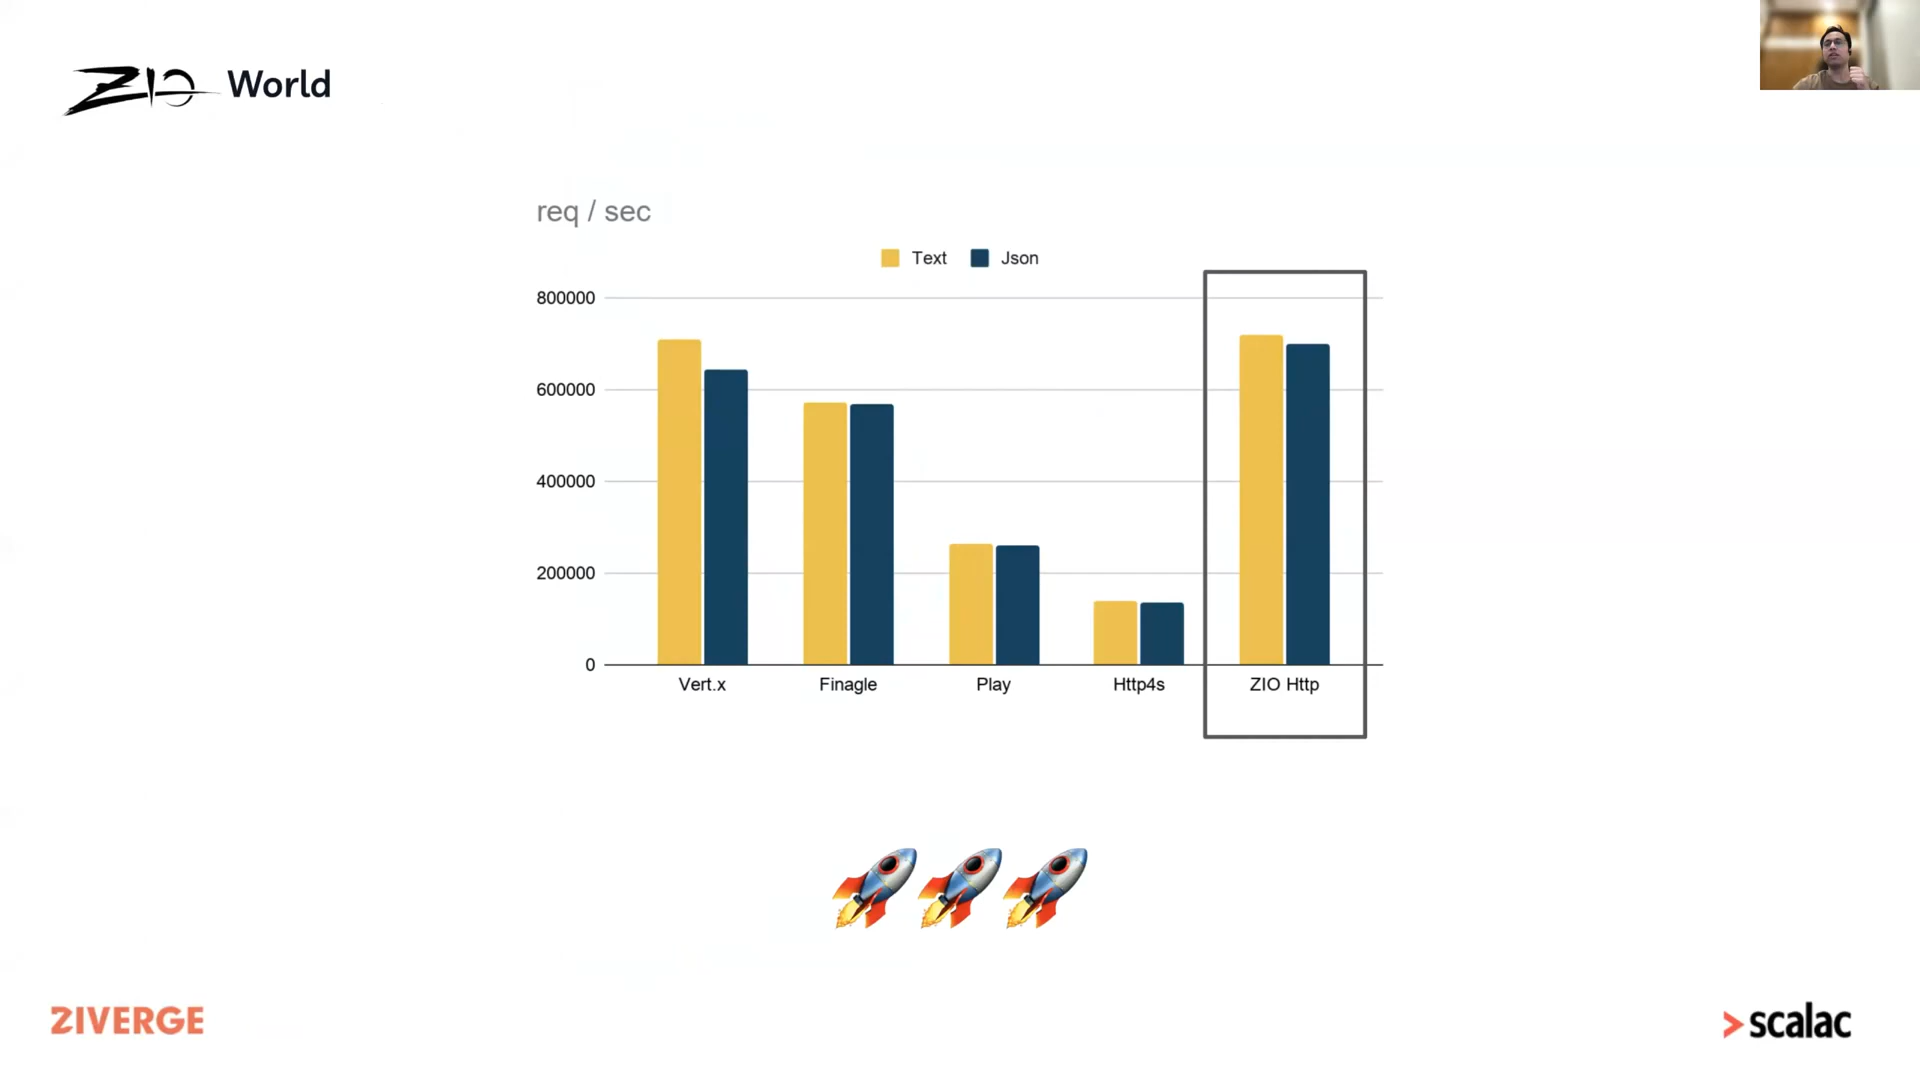 ZIO World
req / sec
Text Json
800000
600000
400000
200000
0
Vert.x Finagle Play Http4s ZIO Http
ZIVERGE
scalac